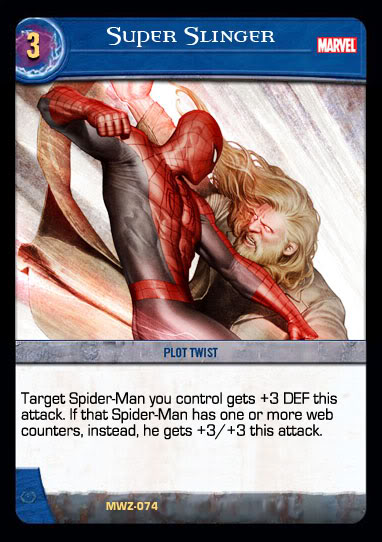 3
Super Slinger
MARVEL
PLOT TWIST
Target Spider-Man you control gets +3 DEF this
attack. If that Spider-Man has one or more web
counters, instead, he gets +3/+3 this attack.
MWZ-074